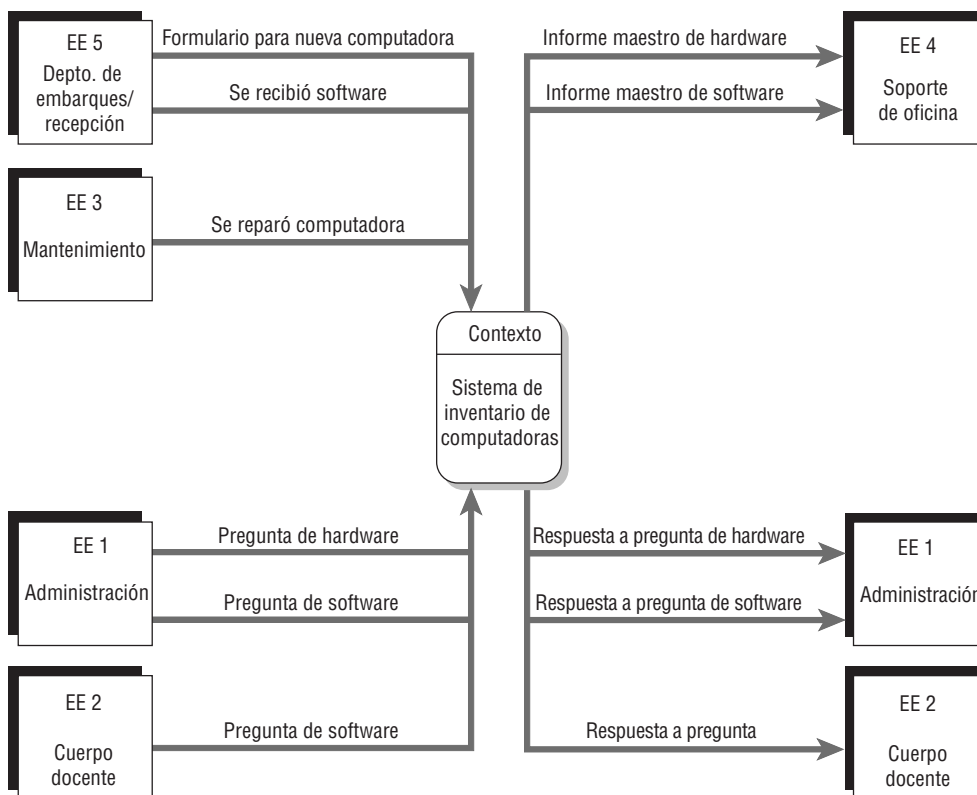 EE 5
Depto. de
embarques/
recepción
Formulario para nueva computadora
Se recibió software
EE 3
Mantenimiento
Se reparó computadora
Informe maestro de hardware
Informe maestro de software
EE 4
Soporte
de oficina
Contexto
Sistema de
inventario de
computadoras
EE 1
Administración
Pregunta de hardware
Pregunta de software
EE 2
Cuerpo
docente
Pregunta de software
Respuesta a pregunta de hardware
Respuesta a pregunta de software
EE 1
Administración
Respuesta a pregunta
EE 2
Cuerpo
docente